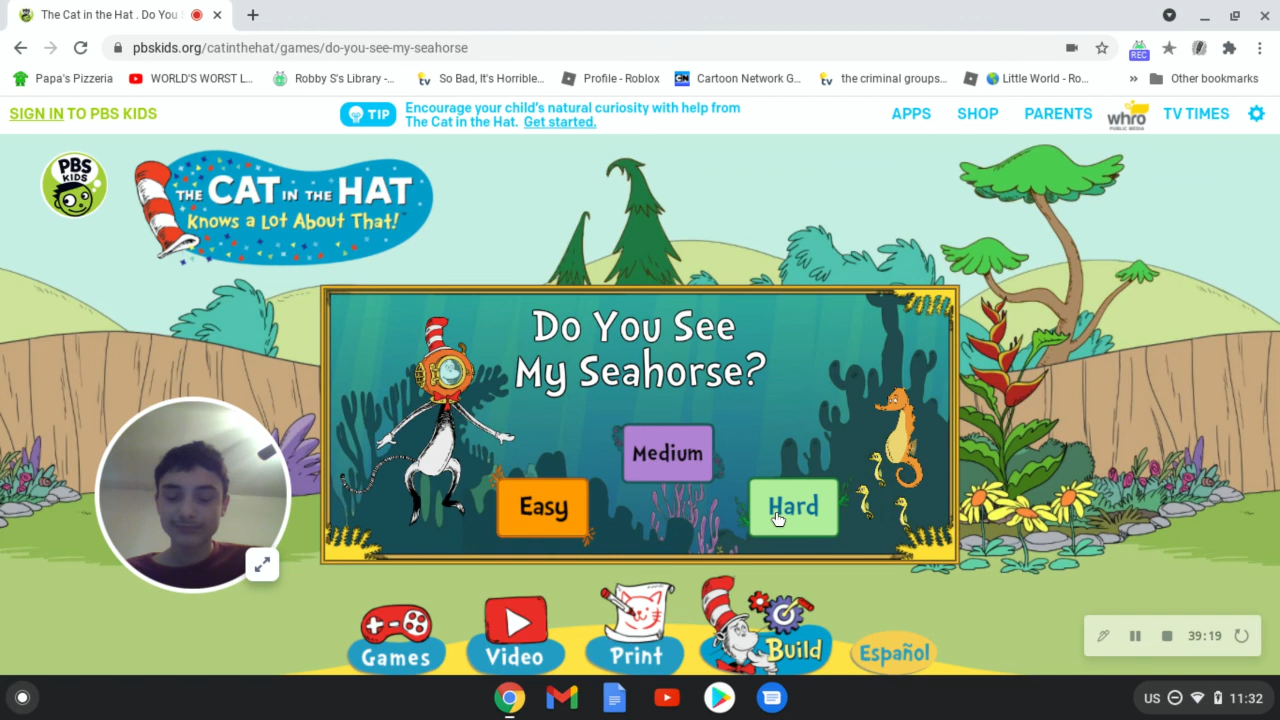 The Cat in the Hat . Do You S
pbskids.org/catinthehat/games/do-you-see-my-seahorse
REC
Papa's Pizzeria
WORLD'S WORST L...
Robby S's Library -...
tv
So Bad, It's Horrible...
Profile - Roblox
CN
Cartoon Network G...
tv
the criminal groups...
Little World - Ro...
»
Other bookmarks
SIGN IN TO PBS KIDS
TIP
Encourage your child's natural curiosity with help from
The Cat in the Hat. Get started.
APPS
SHOP
PARENTS
whro
PUBLIC MEDIA
TV TIMES
PBS
KIDS
THE CAT IN THE HAT
Knows a Lot About That!
Do You See
My Seahorse?
Medium
Easy
Hard
Games
Video
Print
Build
Español
39:19
US
11:32